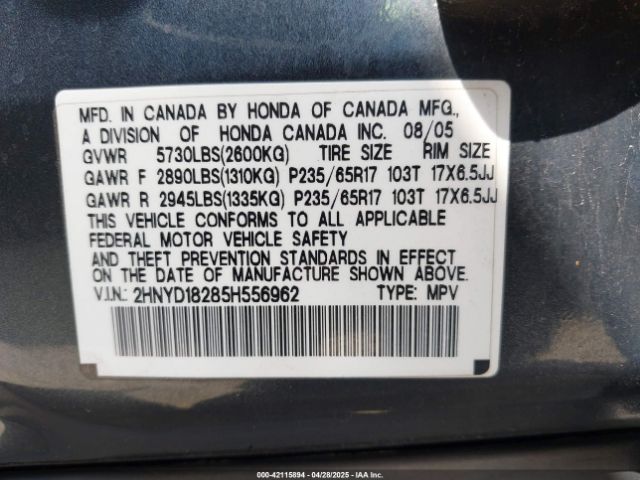 MFD. IN CANADA BY HONDA OF CANADA MFG.,
A DIVISION OF HONDA CANADA INC. 08/05
GVWR 5730LBS(2600KG) TIRE SIZE RIM SIZE
GAWR F 2890LBS(1310KG) P235/65R17 103T 17X6.5JJ
GAWR R 2945LBS(1335KG) P235/65R17 103T 17X6.5JJ
THIS VEHICLE CONFORMS TO ALL APPLICABLE
FEDERAL MOTOR VEHICLE SAFETY
AND THEFT PREVENTION STANDARDS IN EFFECT
ON THE DATE OF MANUFACTURE SHOWN ABOVE.
V.I.N.: 2HNYD18285H556962 TYPE: MPV
000-42115894 | 04/28/2025 - IAA Inc.